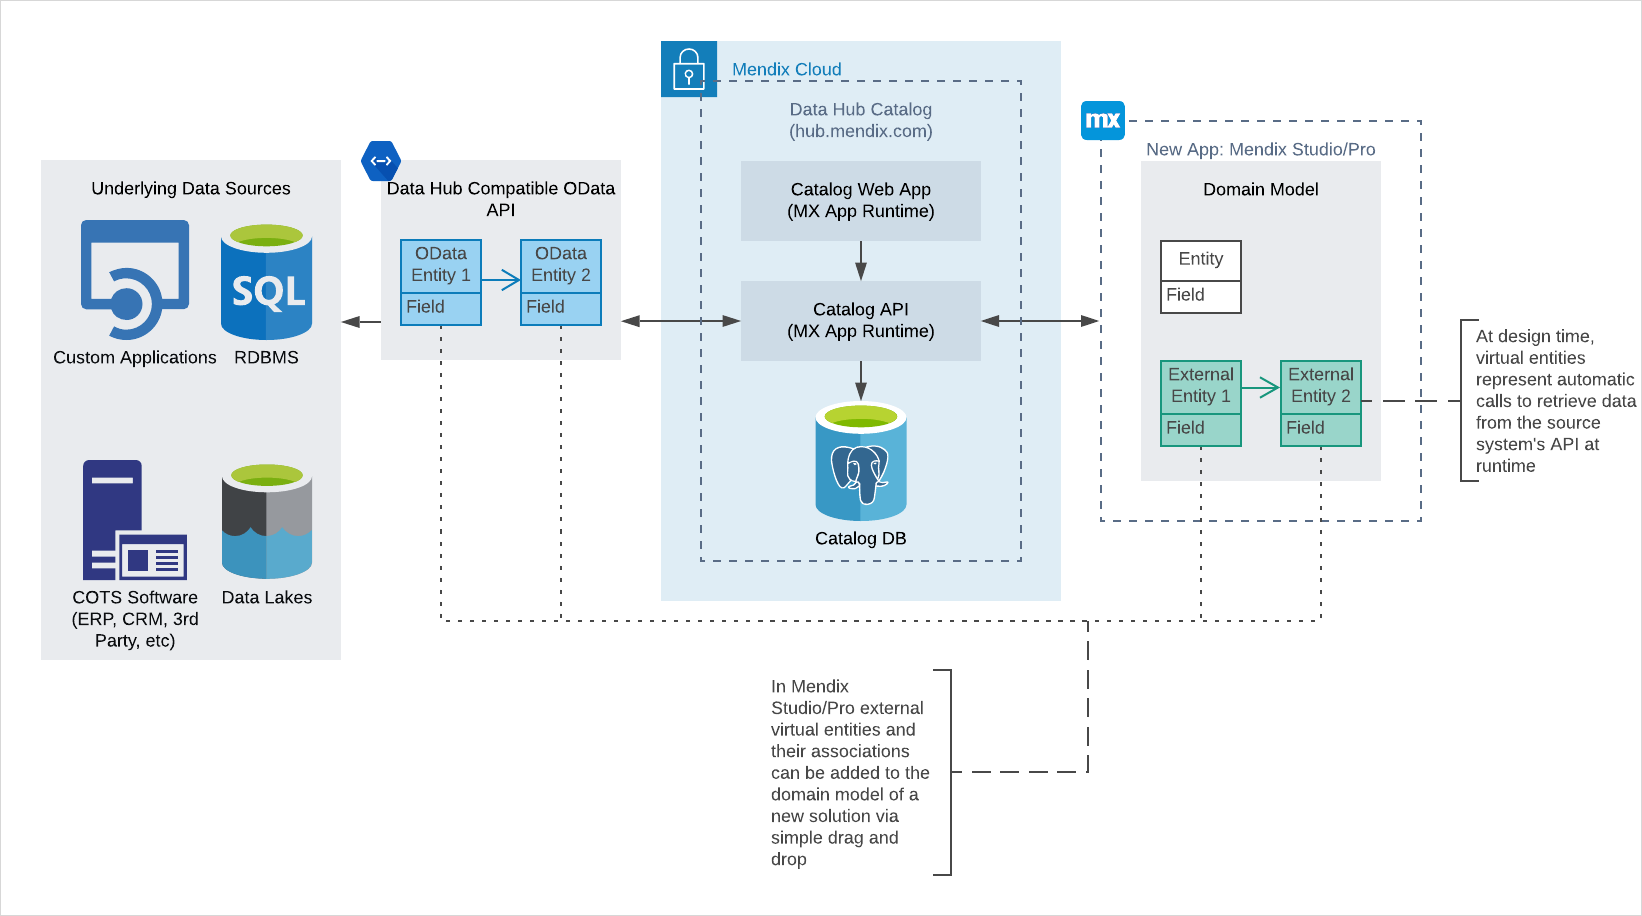 Mendix Cloud
Data Hub Catalog
(hub.mendix.com)
mx
New App: Mendix Studio/Pro
Underlying Data Sources
Data Hub Compatible OData
API
Catalog Web App
(MX App Runtime)
Domain Model
SQL
Custom Applications
RDBMS
OData
Entity 1
Field
OData
Entity 2
Field
Catalog API
(MX App Runtime)
Entity
Field
External
Entity 1
Field
External
Entity 2
Field
At design time,
virtual entities
represent automatic
calls to retrieve data
from the source
system's API at
runtime
Catalog DB
COTS Software
(ERP, CRM, 3rd
Party, etc)
Data Lakes
In Mendix
Studio/Pro external
virtual entities and
their associations
can be added to the
domain model of a
new solution via
simple drag and
drop